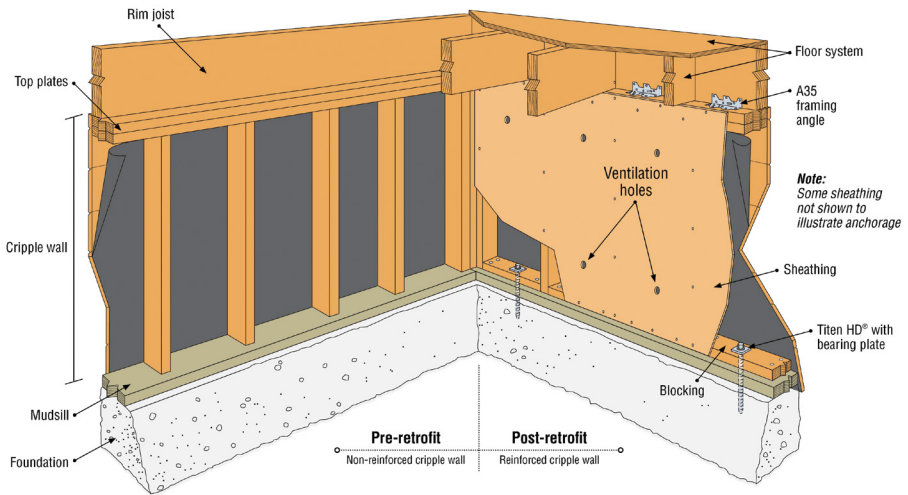 Rim joist
Top plates
Floor system
A35
framing
angle
Ventilation
holes
Note:
Some sheathing
not shown to
illustrate anchorage
Cripple wall
Sheathing
Titen HD® with
bearing plate
Blocking
Mudsill
Foundation
Pre-retrofit
Non-reinforced cripple wall
Post-retrofit
Reinforced cripple wall